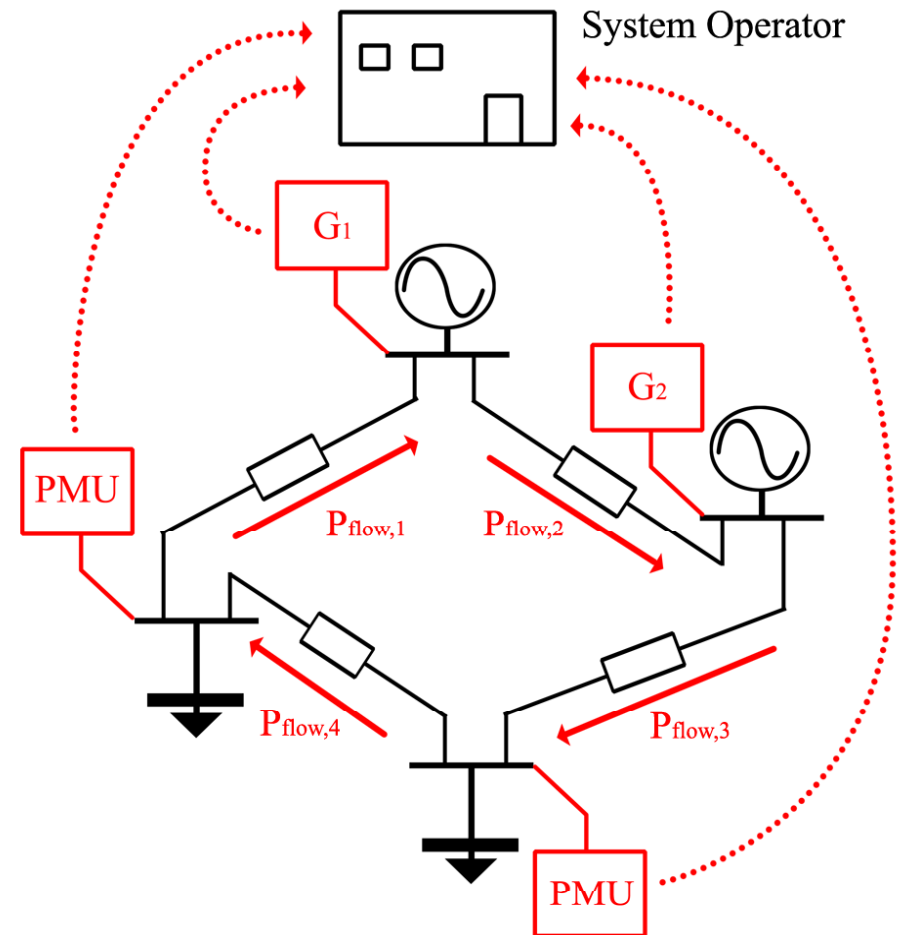 System Operator
G1
G2
PMU
Pflow,1
Pflow,2
Pflow,4
Pflow,3
PMU